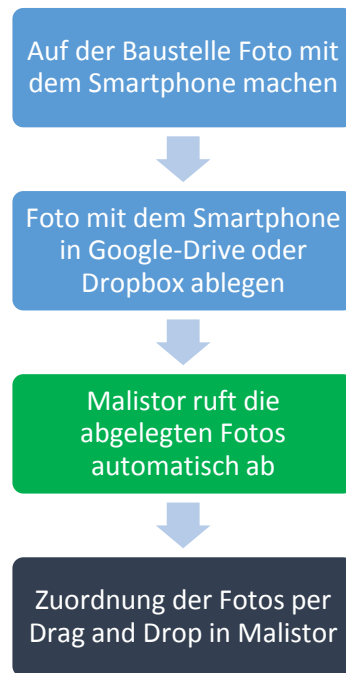 Auf der Baustelle Foto mit
dem Smartphone machen
Foto mit dem Smartphone
in Google-Drive oder
Dropbox ablegen
Malistor ruft die
abgelegten Fotos
automatisch ab
Zuordnung der Fotos per
Drag and Drop in Malistor